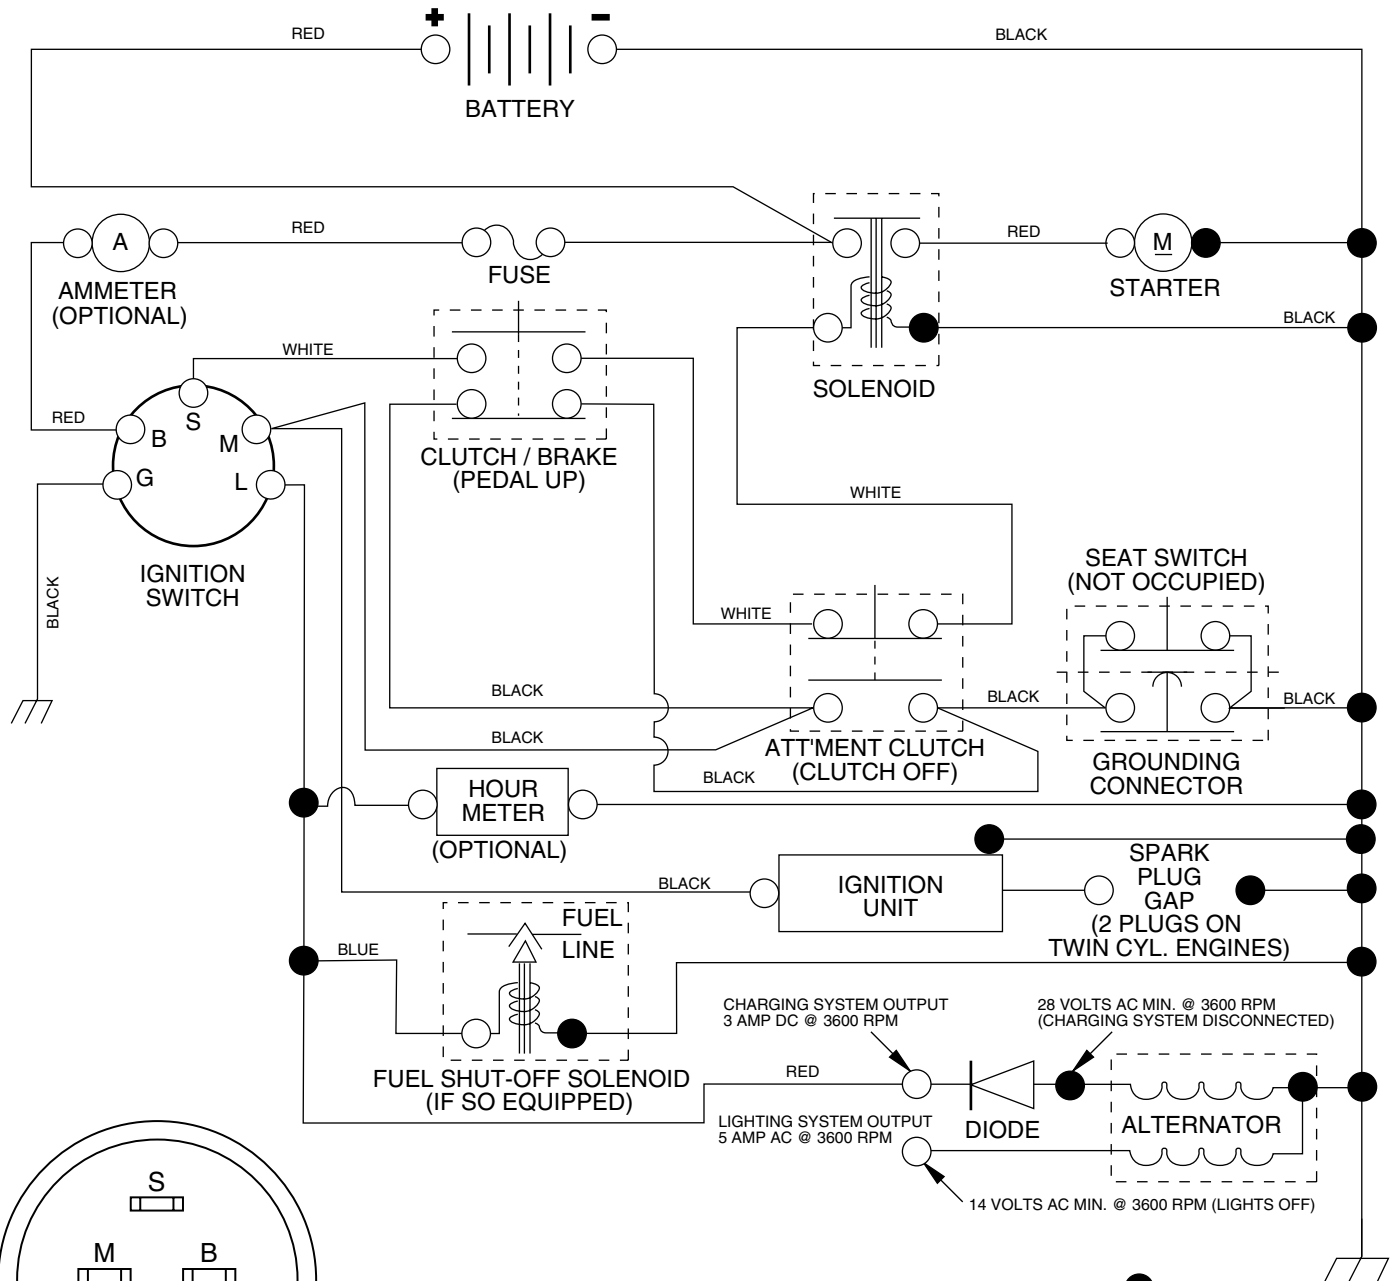 + −
RED
BLACK
BATTERY
A
RED
FUSE
RED
M
STARTER
AMMETER
(OPTIONAL)
BLACK
WHITE
SOLENOID
RED
S
B
M
G
L
CLUTCH / BRAKE
(PEDAL UP)
WHITE
IGNITION
SWITCH
BLACK
SEAT SWITCH
(NOT OCCUPIED)
WHITE
BLACK
BLACK
BLACK
BLACK
ATT'MENT CLUTCH
(CLUTCH OFF)
GROUNDING
CONNECTOR
BLACK
HOUR
METER
(OPTIONAL)
BLACK
IGNITION
UNIT
SPARK
PLUG
GAP
(2 PLUGS ON
TWIN CYL. ENGINES)
FUEL
LINE
BLUE
CHARGING SYSTEM OUTPUT
3 AMP DC @ 3600 RPM
28 VOLTS AC MIN. @ 3600 RPM
(CHARGING SYSTEM DISCONNECTED)
FUEL SHUT-OFF SOLENOID
(IF SO EQUIPPED)
RED
LIGHTING SYSTEM OUTPUT
5 AMP AC @ 3600 RPM
DIODE
ALTERNATOR
14 VOLTS AC MIN. @ 3600 RPM (LIGHTS OFF)
S
M
B